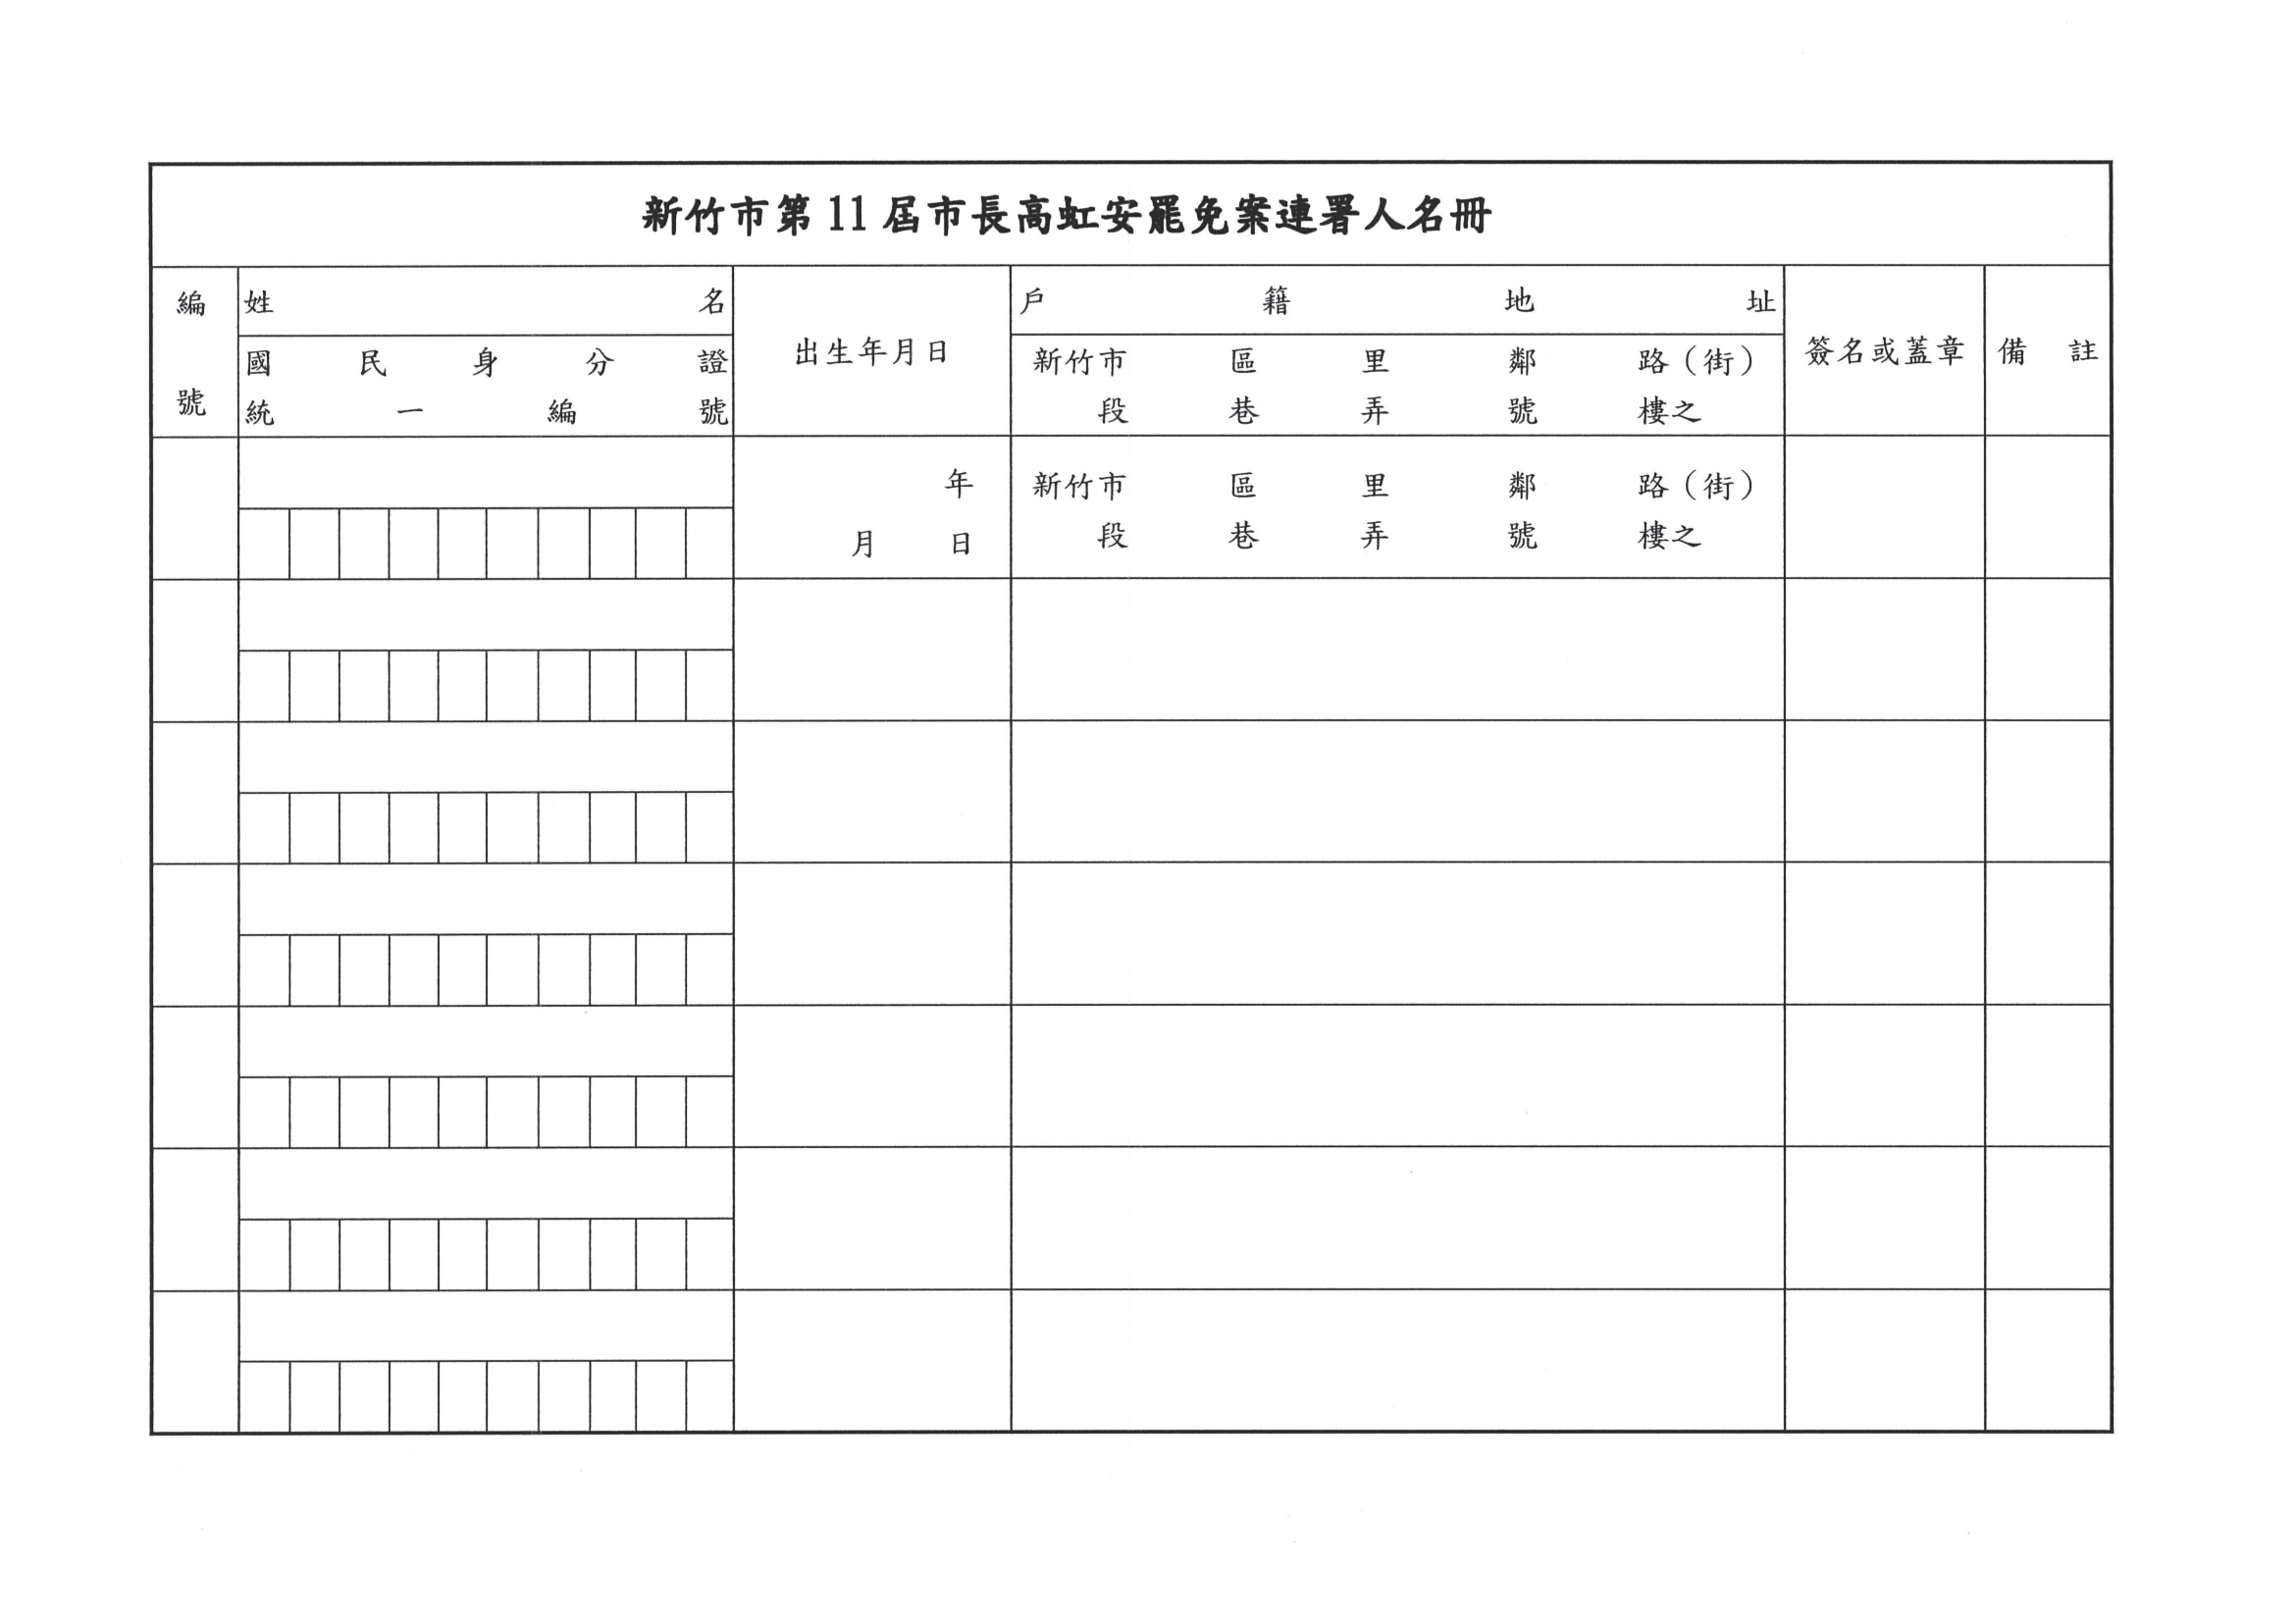 新竹市第11屆市長高虹安罷免案連署人名冊
編號
姓名
國民身分證
統一編號
出生年月日
戶籍地址
新竹市 區 里 鄰 路（街）
段 巷 弄 號 樓之
簽名或蓋章
備註
年
月 日
新竹市 區 里 鄰 路（街）
段 巷 弄 號 樓之